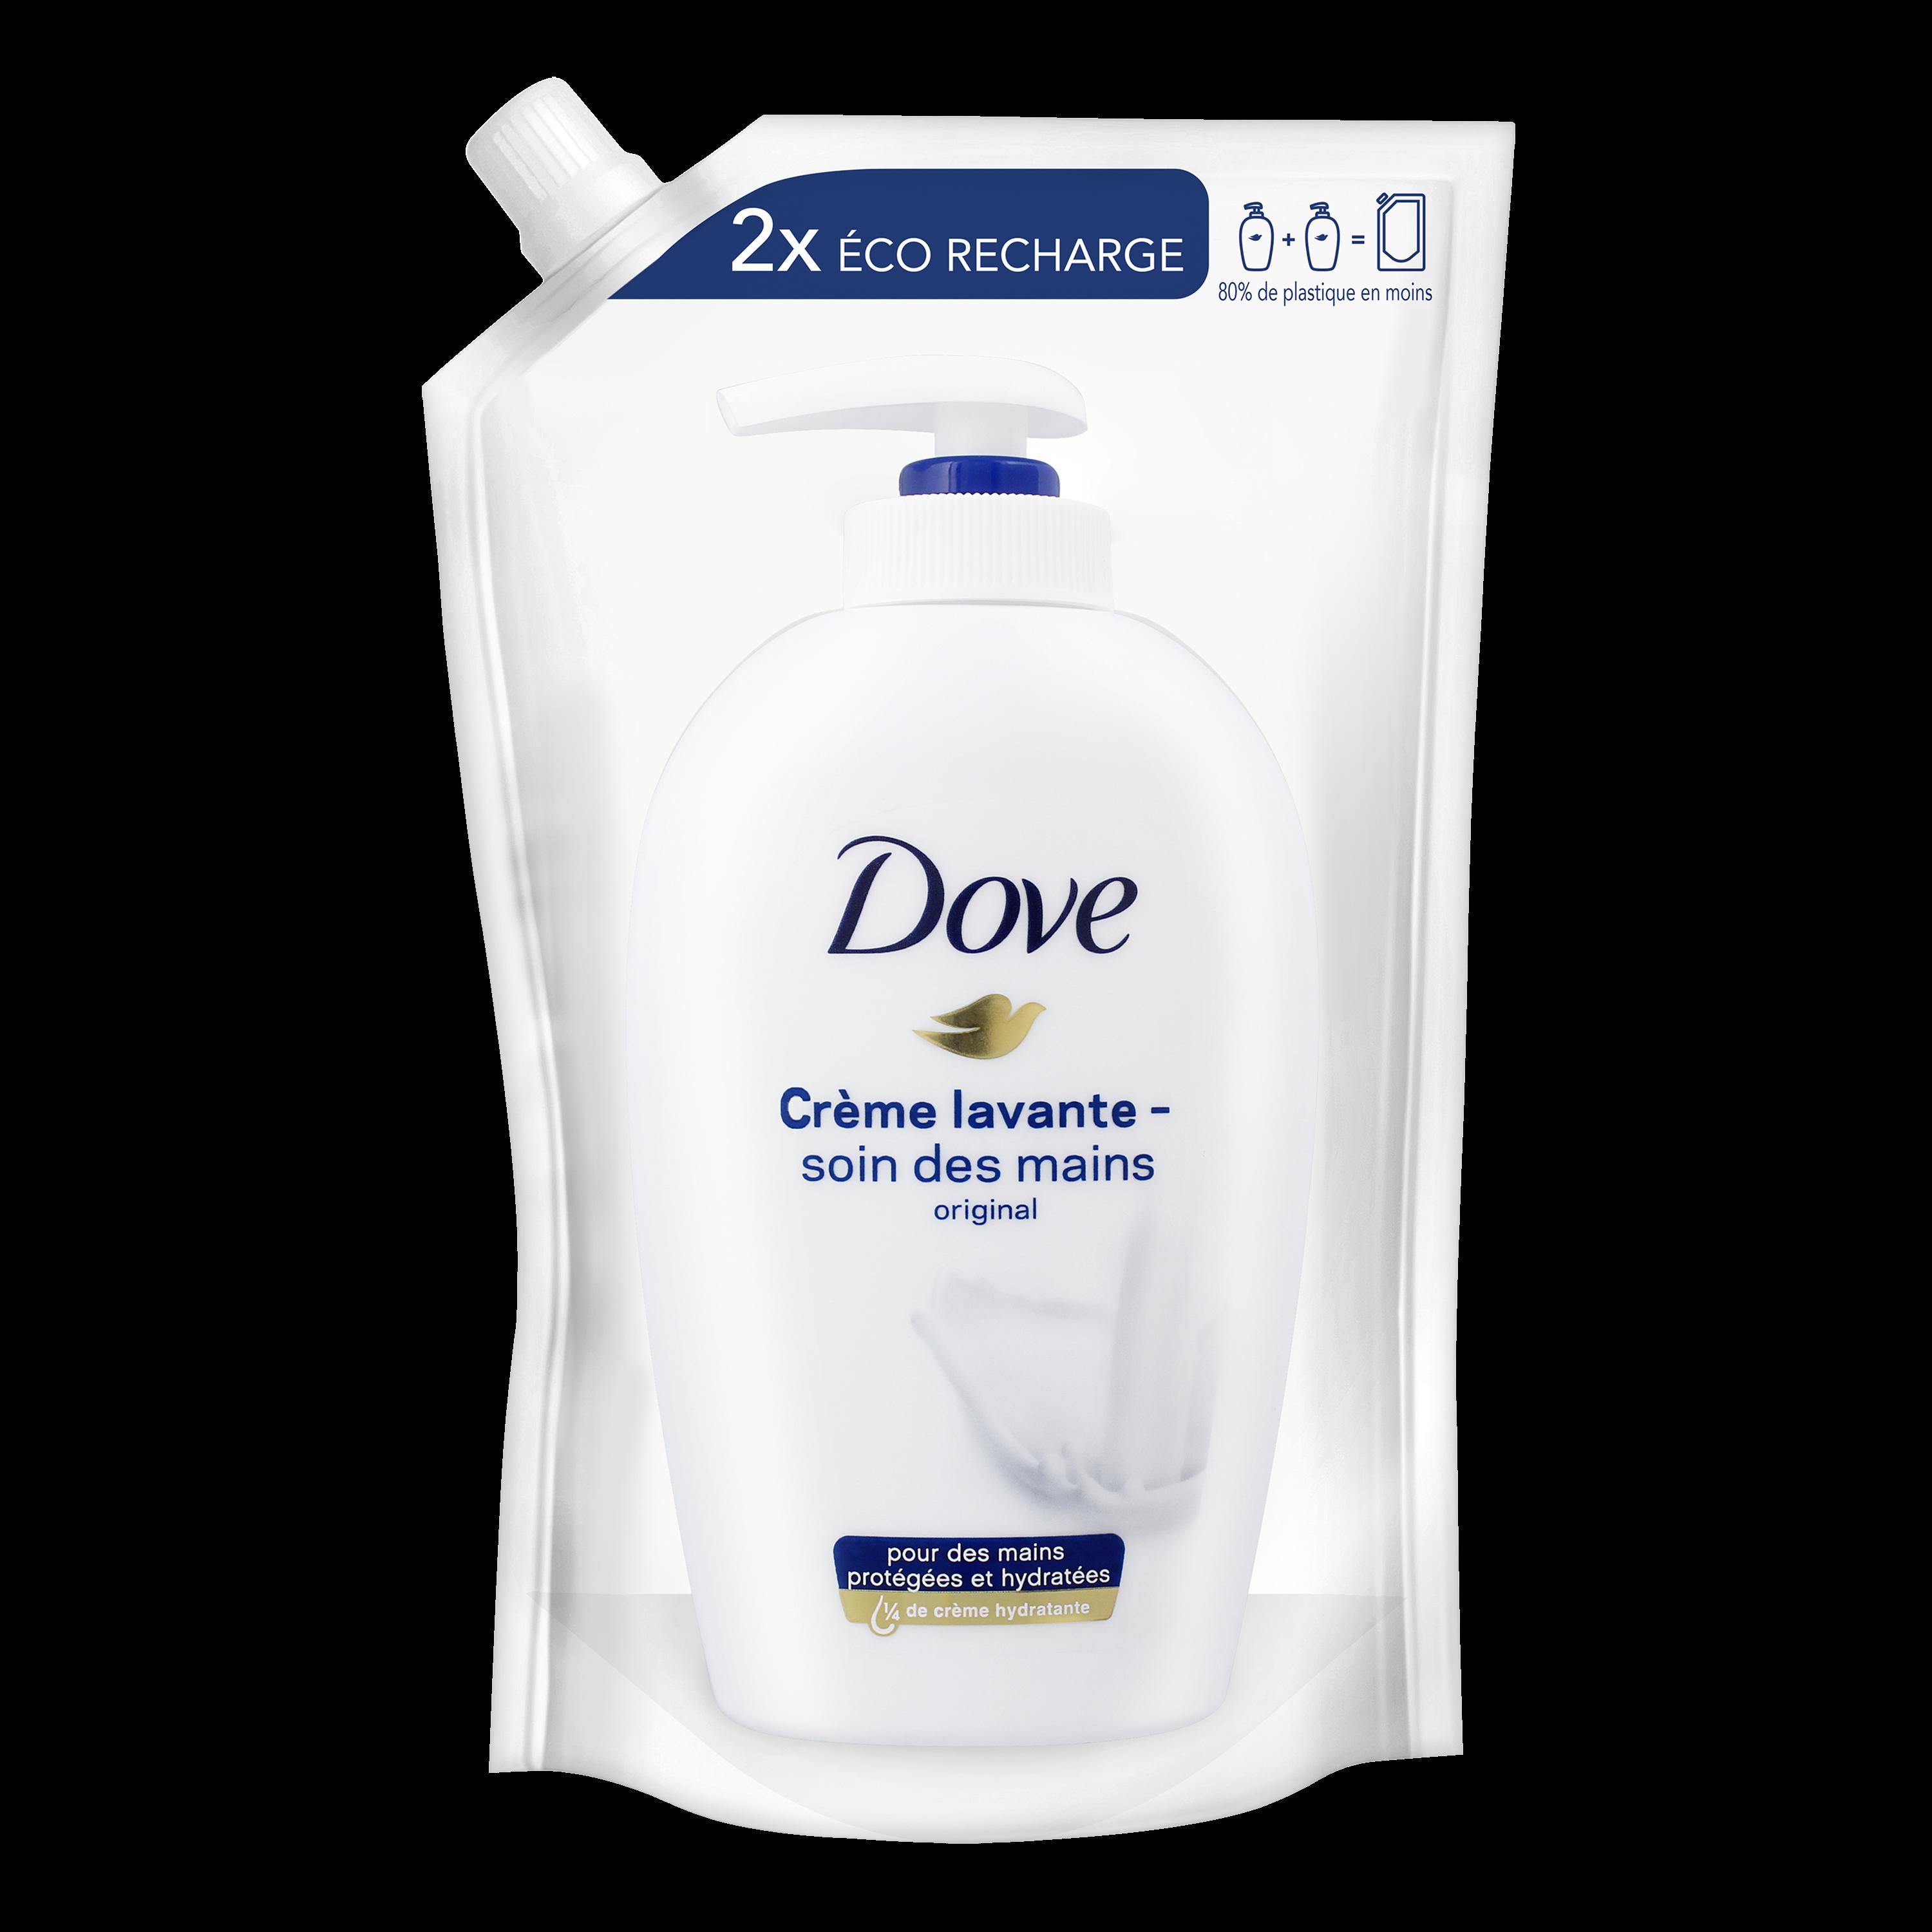 2x ÉCO RECHARGE
+ =
80% de plastique en moins
Dove
Crème lavante -
soin des mains
original
pour des mains
protégées et hydratées
¼ de crème hydratante